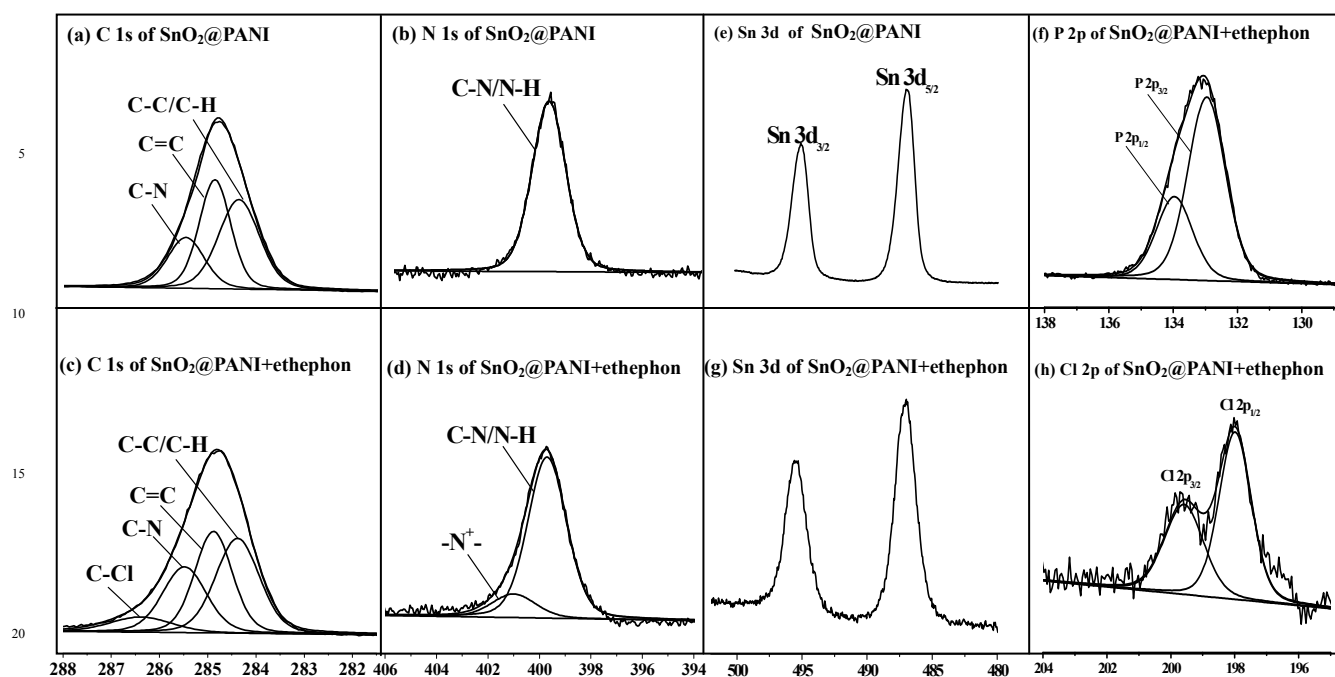 (a) C 1s of SnO₂@PANI
C-C/C-H
C=C
C-N
(b) N 1s of SnO₂@PANI
C-N/N-H
(e) Sn 3d of SnO₂@PANI
Sn 3d₅/₂
Sn 3d₃/₂
(f) P 2p of SnO₂@PANI+ethephon
P 2p₃/₂
P 2p₁/₂
138 136 134 132 130
5
10
15
20
(c) C 1s of SnO₂@PANI+ethephon
C-C/C-H
C=C
C-N
C-Cl
288 287 286 285 284 283 282
(d) N 1s of SnO₂@PANI+ethephon
C-N/N-H
-N⁺-
406 404 402 400 398 396 394
(g) Sn 3d of SnO₂@PANI+ethephon
500 495 490 485 480
(h) Cl 2p of SnO₂@PANI+ethephon
Cl 2p₁/₂
Cl 2p₃/₂
204 202 200 198 196